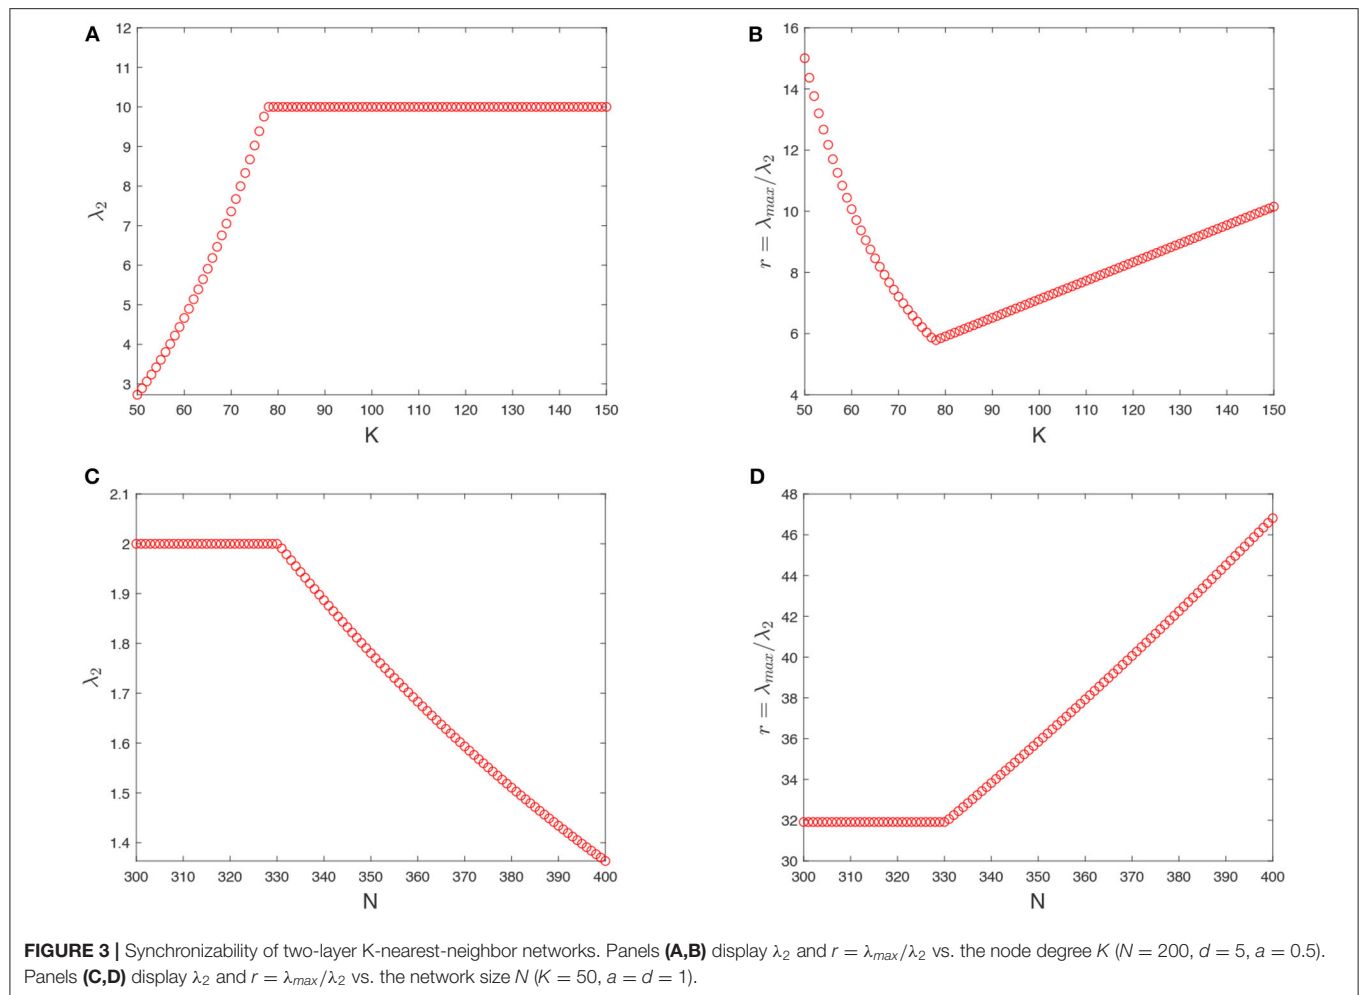 A
12
11
10
9
8
7
6
5
4
3
λ2
50 60 70 80 90 100 110 120 130 140 150
K
B
16
14
12
10
8
6
4
r = λmax/λ2
50 60 70 80 90 100 110 120 130 140 150
K
C
2.1
2
1.9
1.8
1.7
1.6
1.5
1.4
λ2
300 310 320 330 340 350 360 370 380 390 400
N
D
48
46
44
42
40
38
36
34
32
30
r = λmax/λ2
300 310 320 330 340 350 360 370 380 390 400
N
FIGURE 3 | Synchronizability of two-layer K-nearest-neighbor networks. Panels (A,B) display λ2 and r = λmax/λ2 vs. the node degree K (N = 200, d = 5, a = 0.5).
Panels (C,D) display λ2 and r = λmax/λ2 vs. the network size N (K = 50, a = d = 1).